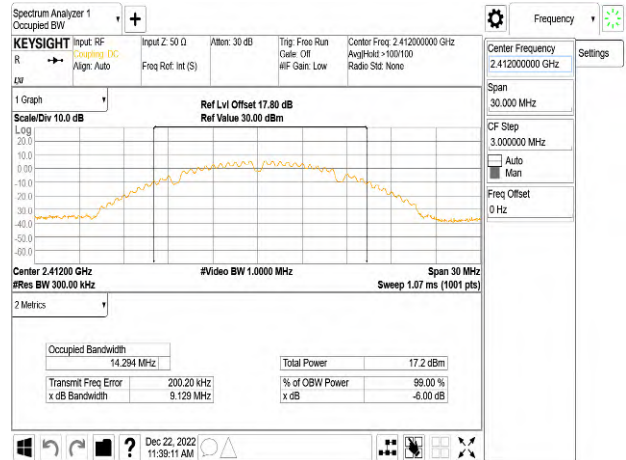 Spectrum Analyzer 1
Occupied BW
Frequency
KEYSIGHT
R
Input: RF
Coupling: DC
Align: Auto
Input Z: 50 Ω
Freq Ref: Int (S)
Atten: 30 dB
Trig: Free Run
Gate: Off
#IF Gain: Low
Center Freq: 2.412000000 GHz
Avg|Hold:>100/100
Radio Std: None
Center Frequency
2.412000000 GHz
Settings
Span
30.000 MHz
CF Step
3.000000 MHz
Auto
Man
Freq Offset
0 Hz
1 Graph
Scale/Div 10.0 dB
Ref Lvl Offset 17.80 dB
Ref Value 30.00 dBm
Log
20.0
10.0
0.00
-10.0
-20.0
-30.0
-40.0
-50.0
-60.0
Center 2.41200 GHz
#Res BW 300.00 kHz
#Video BW 1.0000 MHz
Span 30 MHz
Sweep 1.07 ms (1001 pts)
2 Metrics
Occupied Bandwidth
14.294 MHz
Total Power 17.2 dBm
Transmit Freq Error 200.20 kHz
% of OBW Power 99.00 %
x dB Bandwidth 9.129 MHz
x dB -6.00 dB
?
Dec 22, 2022
11:39:11 AM